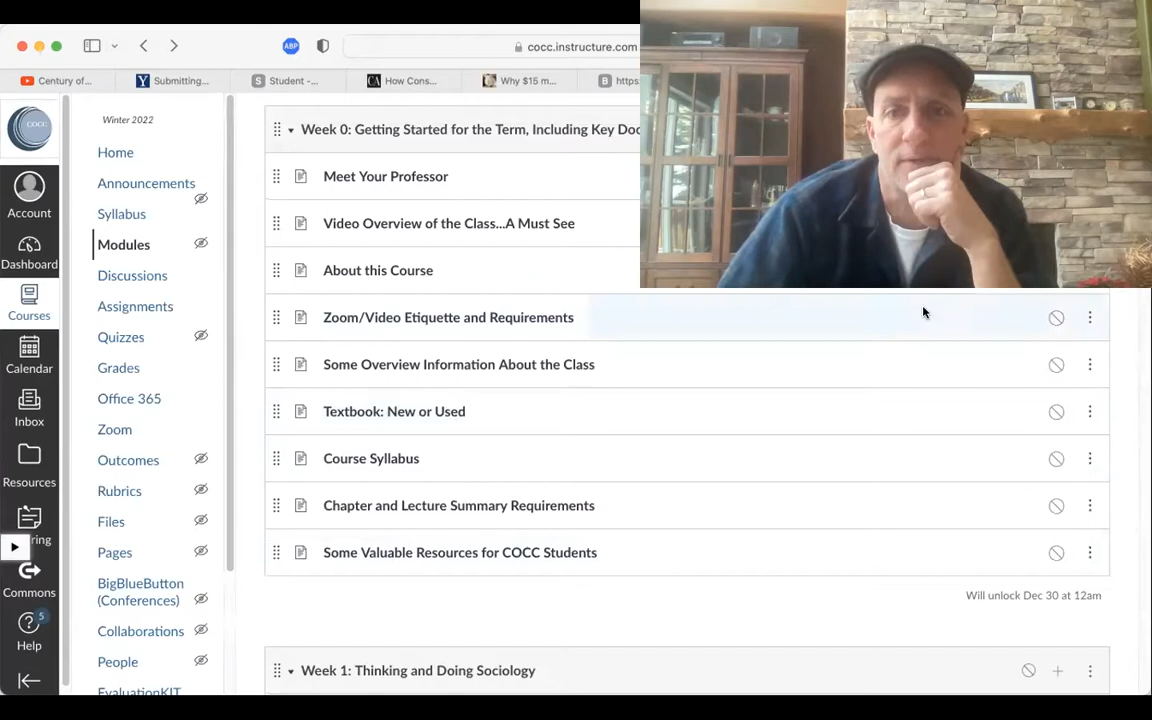 ABP
cocc.instructure.com
Century of...
Submitting...
Student -...
How Cons...
Why $15 m...
https:
COCC
Account
Dashboard
Courses
Calendar
Inbox
Resources
ring
Commons
5
Help
Winter 2022
Home
Announcements
Syllabus
Modules
Discussions
Assignments
Quizzes
Grades
Office 365
Zoom
Outcomes
Rubrics
Files
Pages
BigBlueButton
(Conferences)
Collaborations
People
EvaluationKIT
Week 0: Getting Started for the Term, Including Key Doc
Meet Your Professor
Video Overview of the Class...A Must See
About this Course
Zoom/Video Etiquette and Requirements
Some Overview Information About the Class
Textbook: New or Used
Course Syllabus
Chapter and Lecture Summary Requirements
Some Valuable Resources for COCC Students
Will unlock Dec 30 at 12am
Week 1: Thinking and Doing Sociology